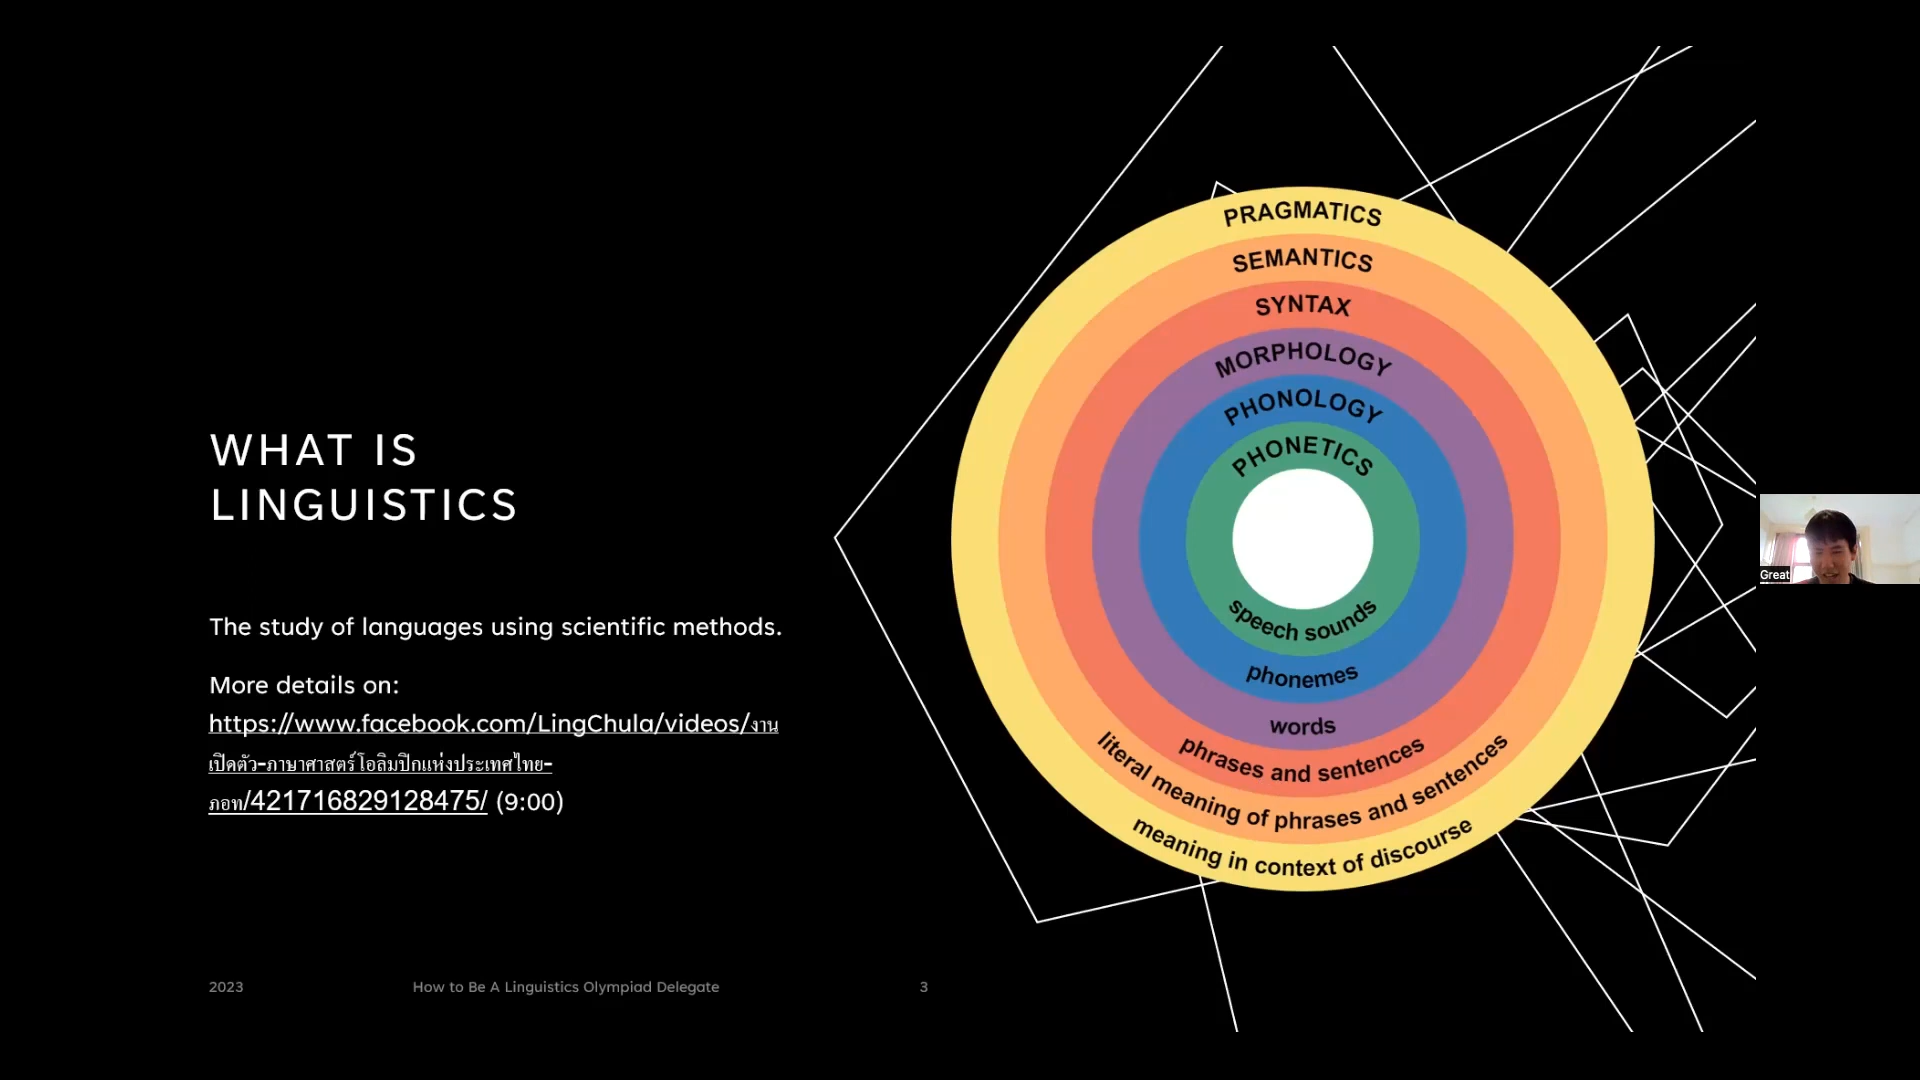 WHAT IS
LINGUISTICS
The study of languages using scientific methods.
More details on:
https://www.facebook.com/LingChula/videos/งาน
เปิดตัว-ภาษาศาสตร์โอลิมปิกแห่งประเทศไทย-
ภอท/421716829128475/ (9:00)
PRAGMATICS
SEMANTICS
SYNTAX
MORPHOLOGY
PHONOLOGY
PHONETICS
speech sounds
phonemes
words
phrases and sentences
literal meaning of phrases and sentences
meaning in context of discourse
Great
2023
How to Be A Linguistics Olympiad Delegate
3